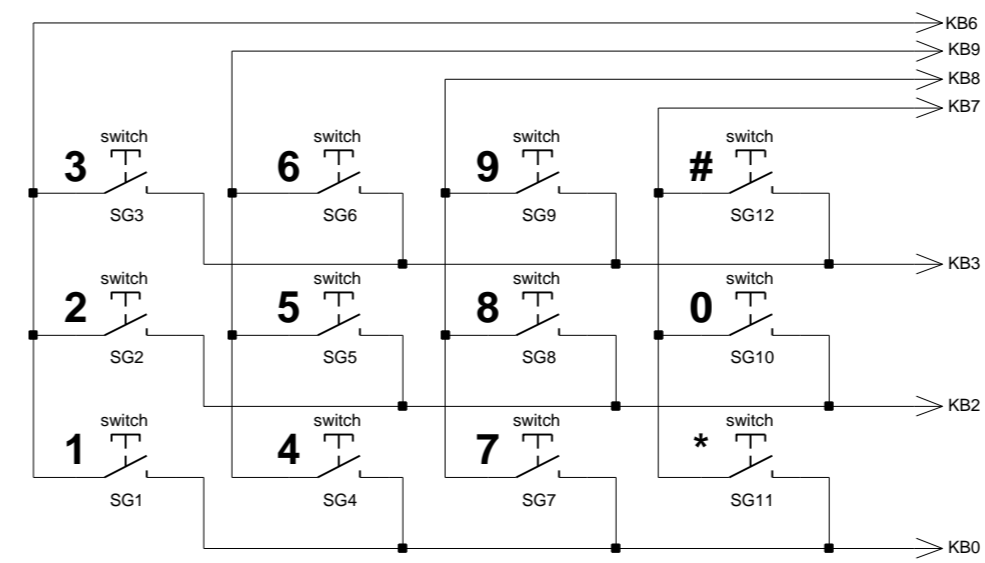 KB6
KB9
KB8
KB7
switch switch switch switch
3 6 9 #
SG3 SG6 SG9 SG12
KB3
switch switch switch switch
2 5 8 0
SG2 SG5 SG8 SG10
KB2
switch switch switch switch
1 4 7 *
SG1 SG4 SG7 SG11
KB0